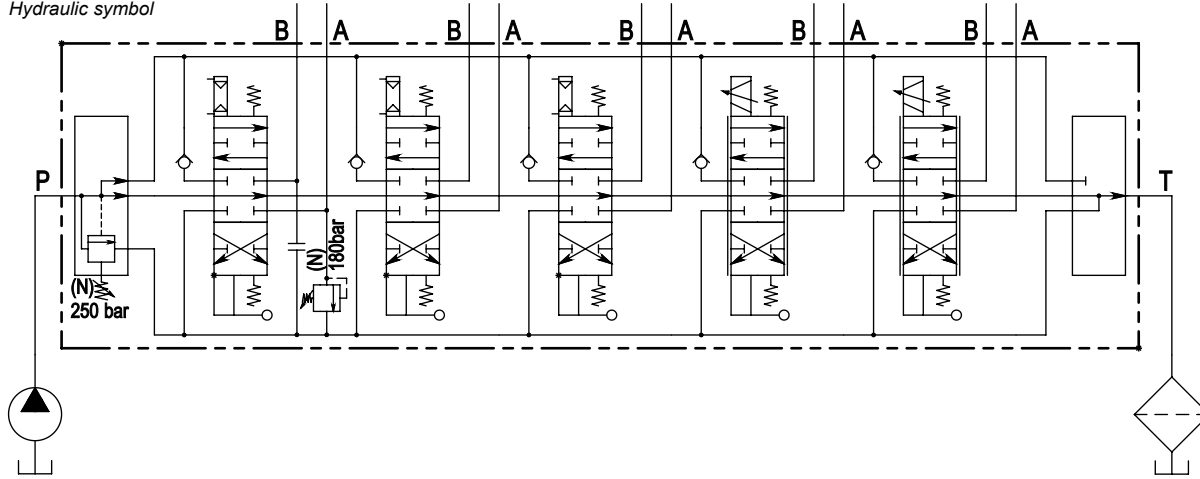 Hydraulic symbol
B A B A B A B A B A
P
T
(N)
250 bar
(N)
180bar